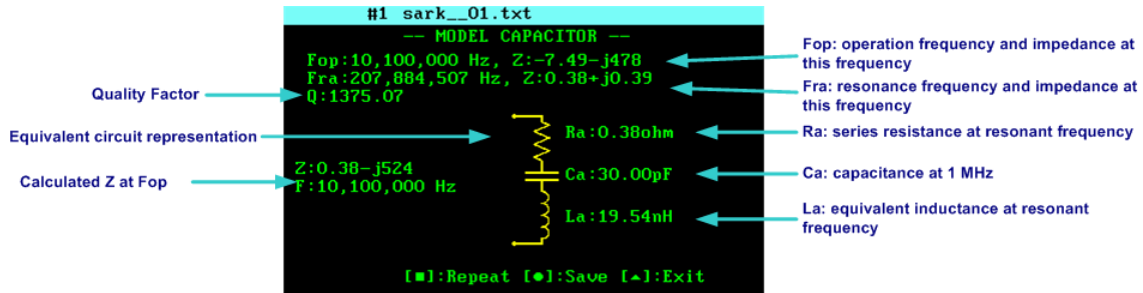 #1 sark__01.txt
-- MODEL CAPACITOR --
Fop:10,100,000 Hz, Z:-7.49-j478
Fra:207,884,507 Hz, Z:0.38+j0.39
Q:1375.07
Ra:0.38ohm
Z:0.38-j524
F:10,100,000 Hz
Ca:30.00pF
La:19.54nH
[■]:Repeat [●]:Save [▲]:Exit
Quality Factor
Equivalent circuit representation
Calculated Z at Fop
Fop: operation frequency and impedance at
this frequency
Fra: resonance frequency and impedance at
this frequency
Ra: series resistance at resonant frequency
Ca: capacitance at 1 MHz
La: equivalent inductance at resonant
frequency